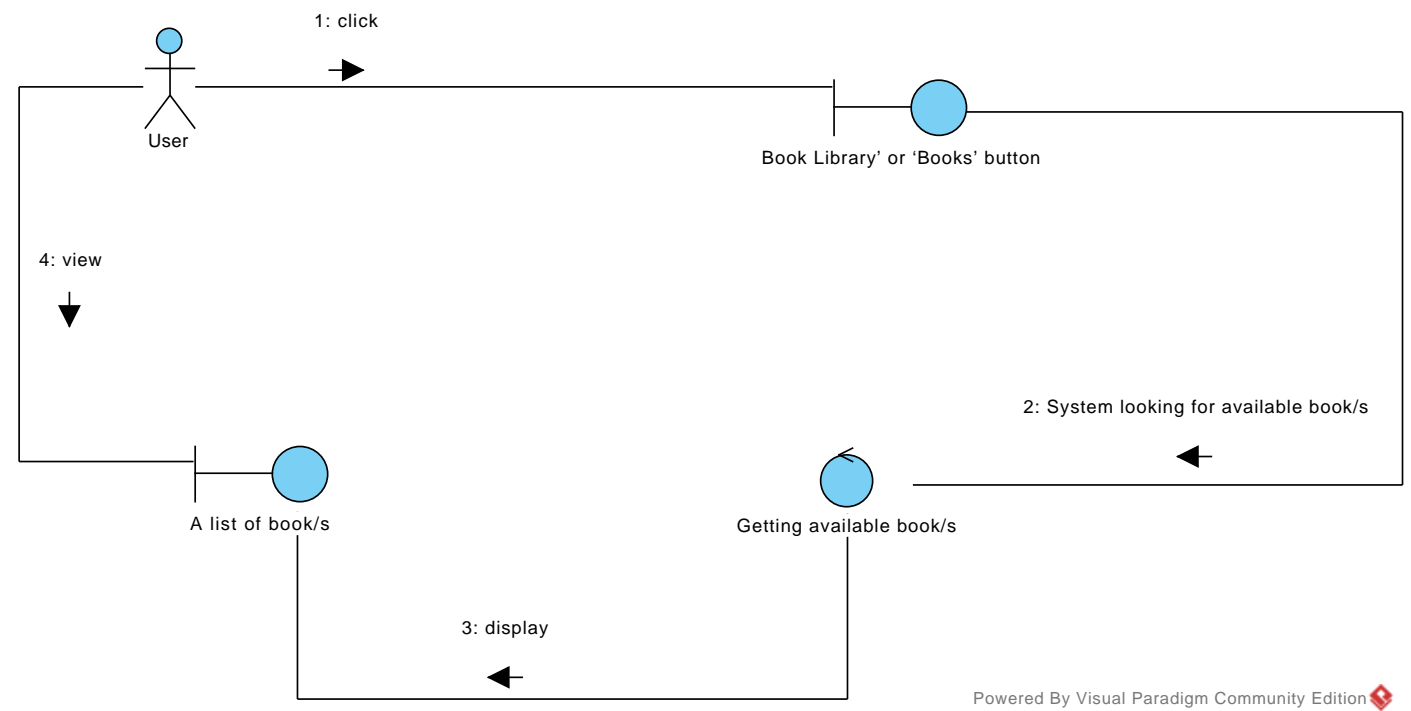 1: click
User
Book Library’ or ‘Books’ button
4: view
2: System looking for available book/s
A list of book/s
Getting available book/s
3: display
Powered By Visual Paradigm Community Edition